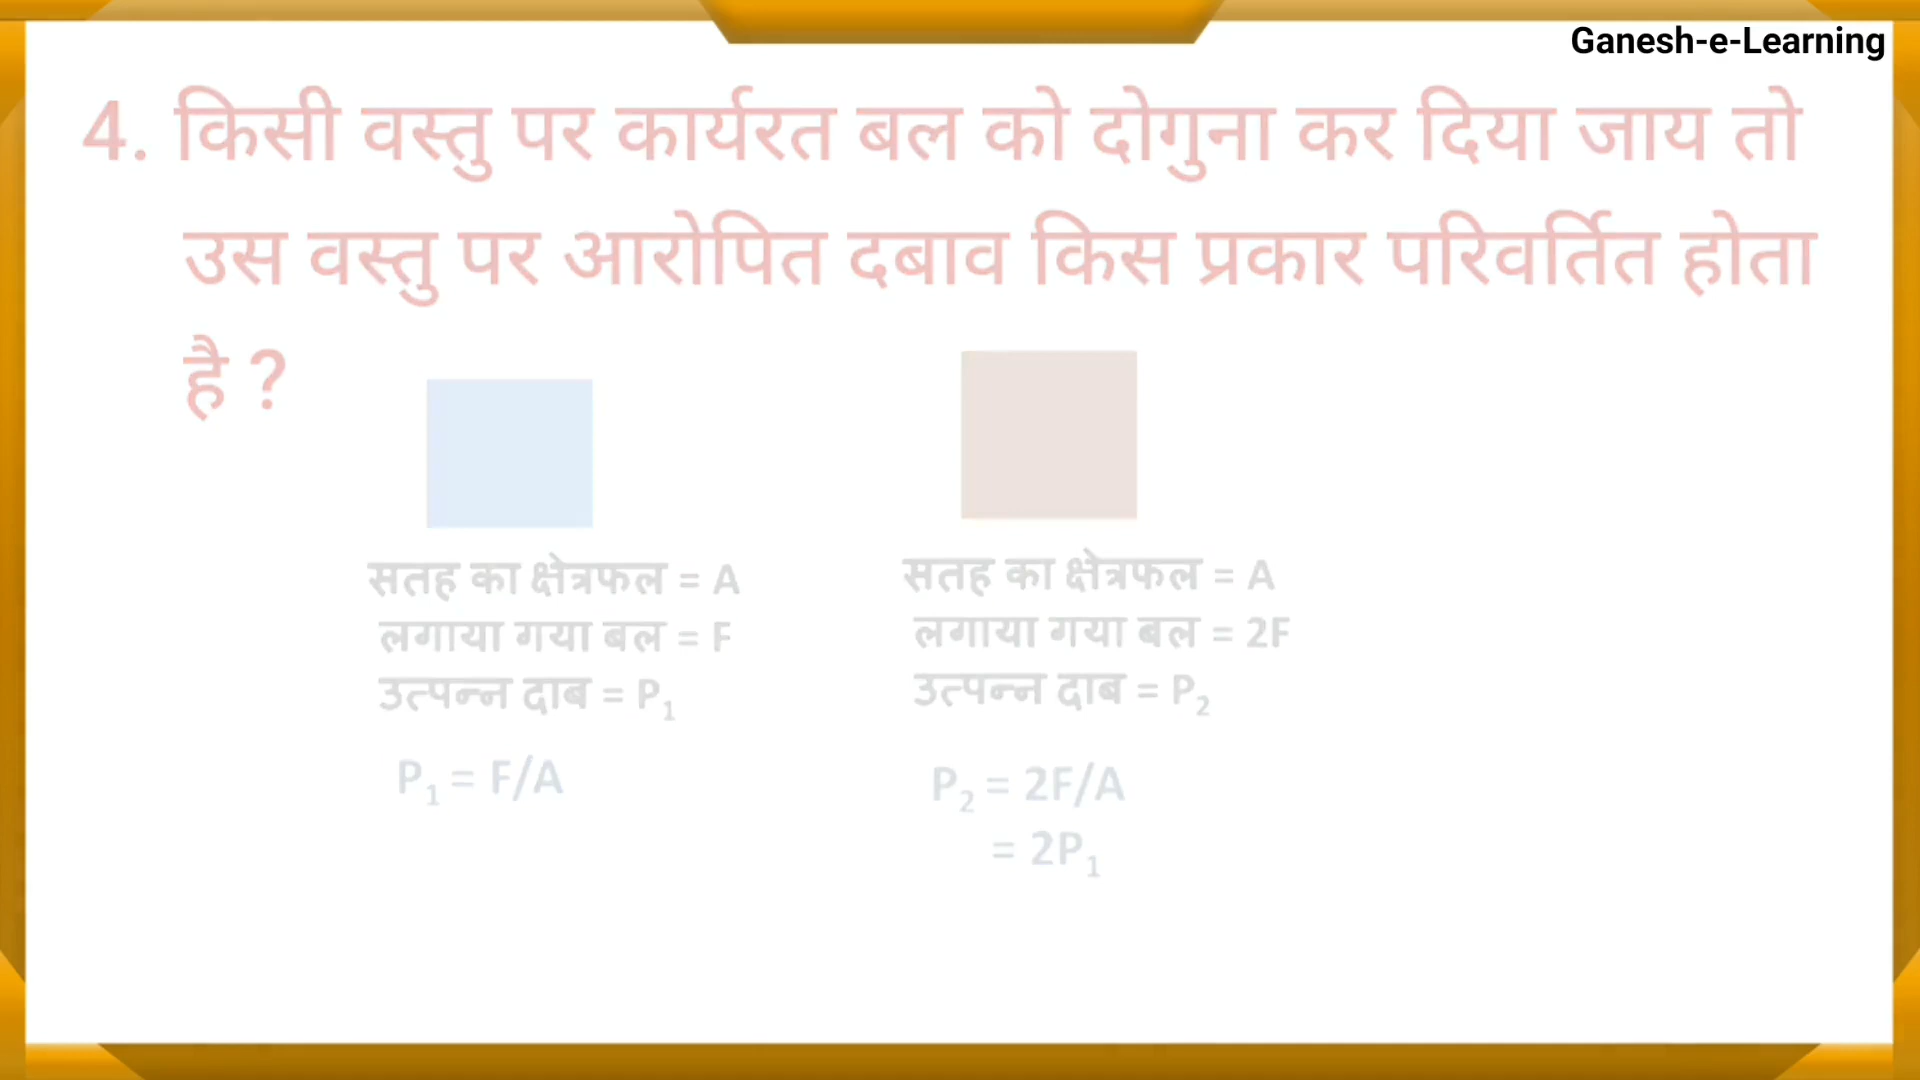 Ganesh-e-Learning
4. किसी वस्तु पर कार्यरत बल को दोगुना कर दिया जाय तो
उस वस्तु पर आरोपित दबाव किस प्रकार परिवर्तित होता
है ?
सतह का क्षेत्रफल = A
लगाया गया बल = F
उत्पन्न दाब = P₁
P₁ = F/A
सतह का क्षेत्रफल = A
लगाया गया बल = 2F
उत्पन्न दाब = P₂
P₂ = 2F/A
= 2P₁